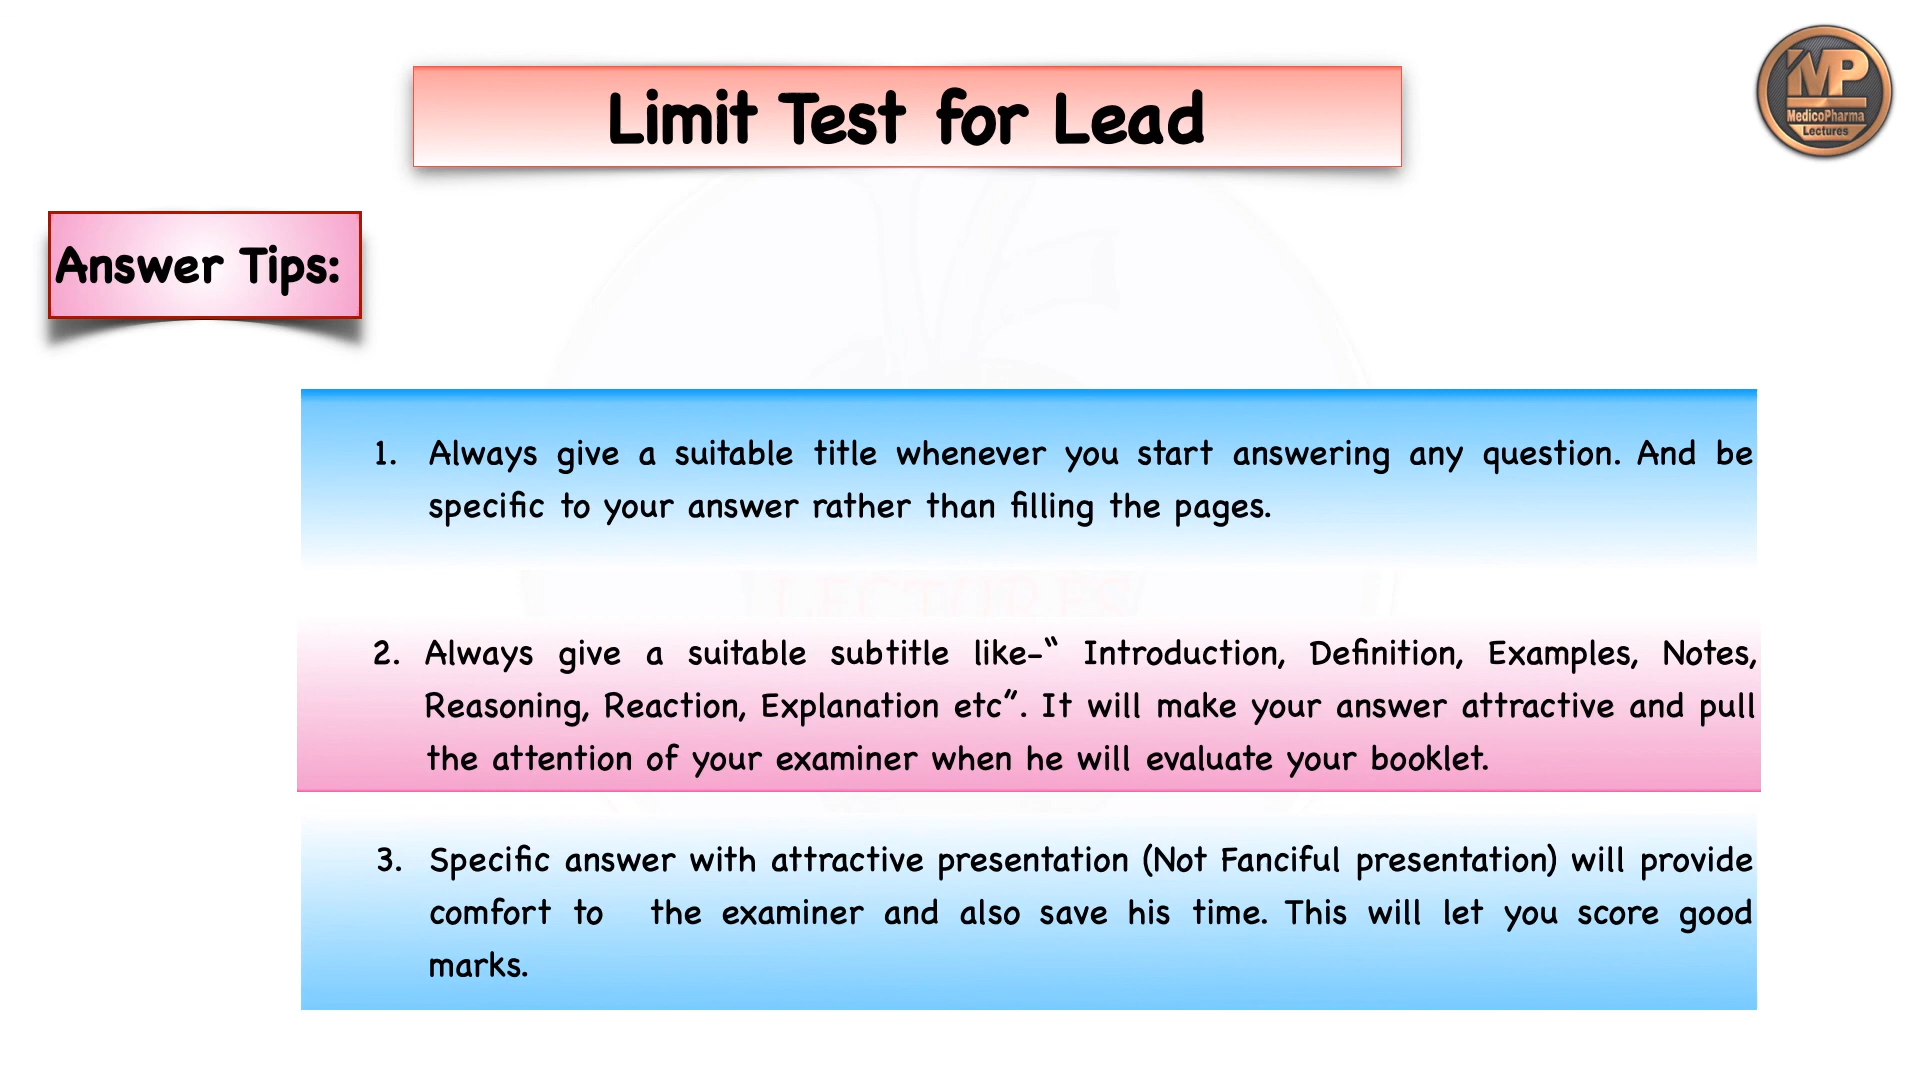 Limit Test for Lead
MP
MedicoPharma
Lectures
Answer Tips:
1. Always give a suitable title whenever you start answering any question. And be
specific to your answer rather than filling the pages.
LECTURES
2. Always give a suitable subtitle like-“ Introduction, Definition, Examples, Notes,
Reasoning, Reaction, Explanation etc”. It will make your answer attractive and pull
the attention of your examiner when he will evaluate your booklet.
3. Specific answer with attractive presentation (Not Fanciful presentation) will provide
comfort to the examiner and also save his time. This will let you score good
marks.